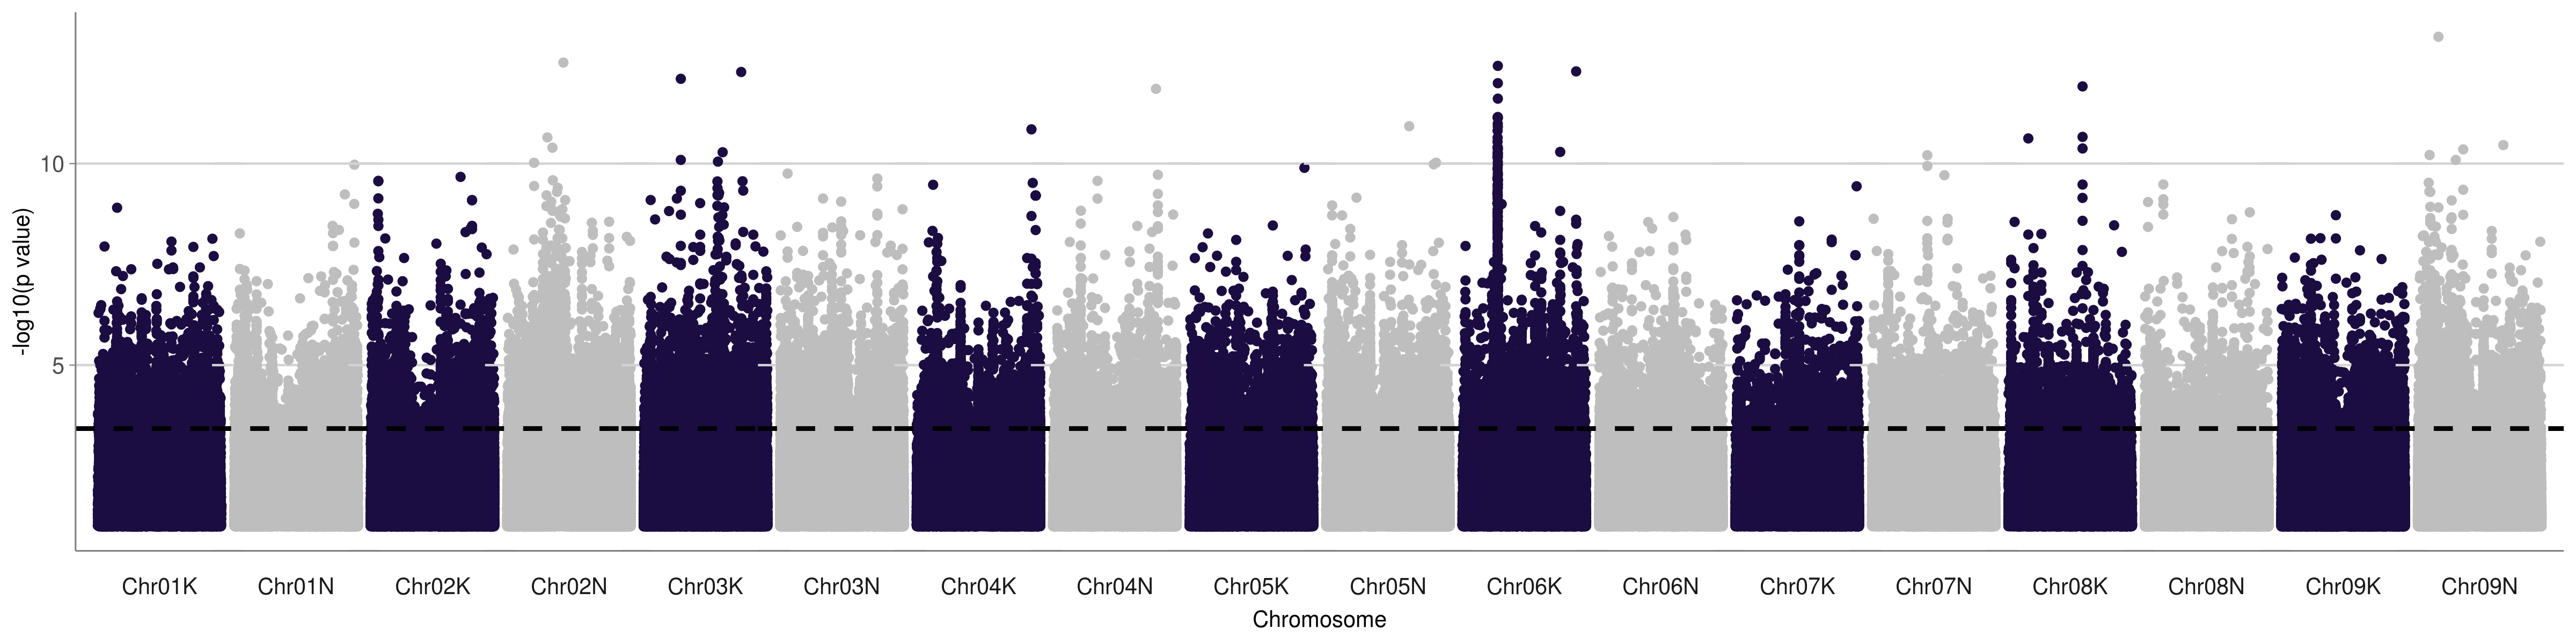 -log10(p value)
10
5
Chr01K Chr01N Chr02K Chr02N Chr03K Chr03N Chr04K Chr04N Chr05K Chr05N Chr06K Chr06N Chr07K Chr07N Chr08K Chr08N Chr09K Chr09N
Chromosome